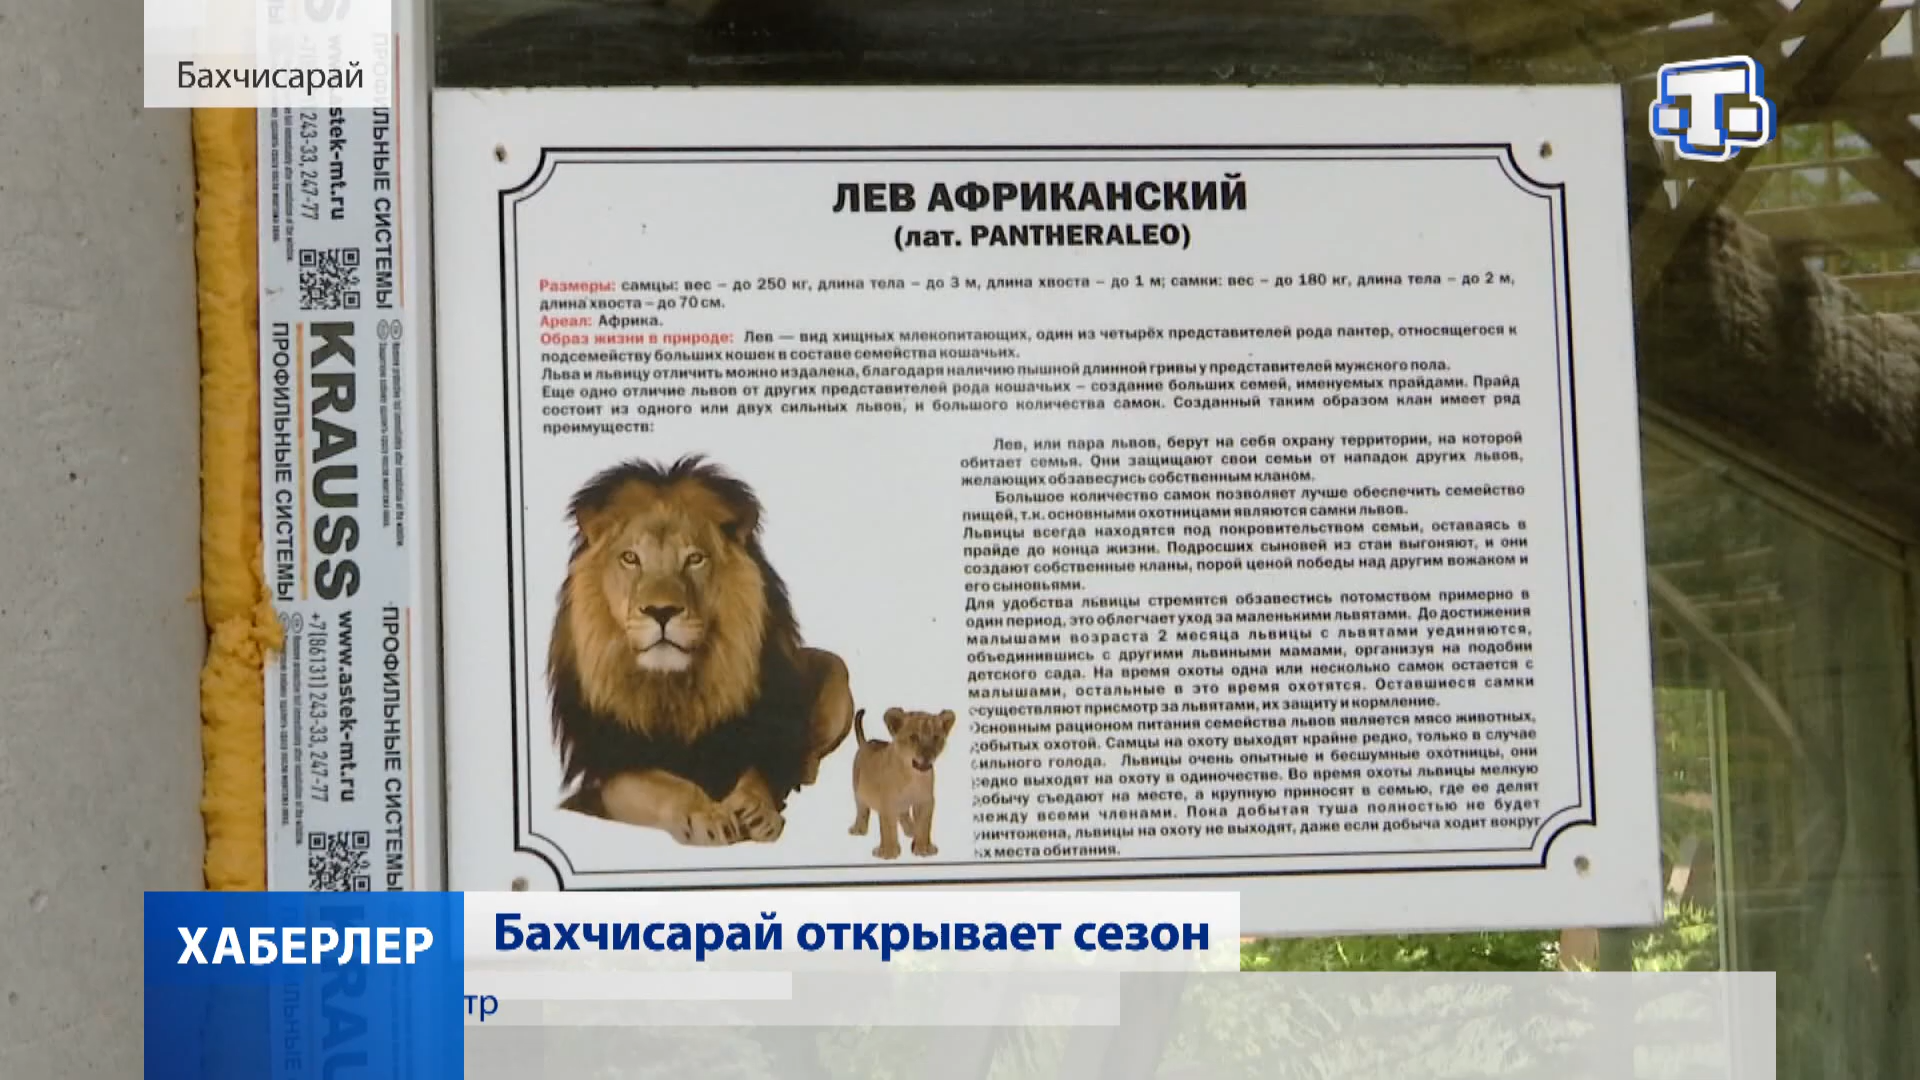 Бахчисарай
ЛЕВ АФРИКАНСКИЙ
(лат. PANTHERALEO)
Размеры: самцы: вес – до 250 кг, длина тела – до 3 м, длина хвоста – до 1 м; самки: вес – до 180 кг, длина тела – до 2 м,
длина хвоста – до 70 см.
Ареал: Африка.
Образ жизни в природе: Лев — вид хищных млекопитающих, один из четырёх представителей рода пантер, относящегося к
подсемейству больших кошек в составе семейства кошачьих.
Льва и львицу отличить можно издалека, благодаря наличию пышной длинной гривы у представителей мужского пола.
Еще одно отличие львов от других представителей рода кошачьих – создание больших семей, именуемых прайдами. Прайд
состоит из одного или двух сильных львов, и большого количества самок. Созданный таким образом клан имеет ряд
преимуществ:
Лев, или пара львов, берут на себя охрану территории, на которой
обитает семья. Они защищают свои семьи от нападок других львов,
желающих обзавестись собственным кланом.
Большое количество самок позволяет лучше обеспечить семейство
пищей, т.к. основными охотницами являются самки львов.
Львицы всегда находятся под покровительством семьи, оставаясь в
прайде до конца жизни. Подросших сыновей из стаи выгоняют, и они
создают собственные кланы, порой ценой победы над другим вожаком и
его сыновьями.
Для удобства львицы стремятся обзавестись потомством примерно в
один период, это облегчает уход за маленькими львятами. До достижения
малышами возраста 2 месяца львицы с львятами уединяются,
объединившись с другими львиными мамами, организуя на подобии
детского сада. На время охоты одна или несколько самок остается с
малышами, остальные в это время охотятся. Оставшиеся самки
осуществляют присмотр за львятами, их защиту и кормление.
Основным рационом питания семейства львов является мясо животных,
добытых охотой. Самцы на охоту выходят крайне редко, только в случае
сильного голода. Львицы очень опытные и бесшумные охотницы, они
редко выходят на охоту в одиночестве. Во время охоты львицы мелкую
добычу съедают на месте, а крупную приносят в семью, где ее делят
между всеми членами. Пока добытая туша полностью не будет
уничтожена, львицы на охоту не выходят, даже если добыча ходит вокруг
их места обитания.
ПРОФИЛЬНЫЕ СИСТЕМЫ
www.astek-mt.ru
243-33, 247-77
KRAUSS
ПРОФИЛЬНЫЕ СИСТЕМЫ
www.astek-mt.ru
+7(86131) 243-33, 247-77
ПРОФИЛЬНЫЕ СИСТЕМЫ
KRAU
ХАБЕРЛЕР
Бахчисарай открывает сезон
тр